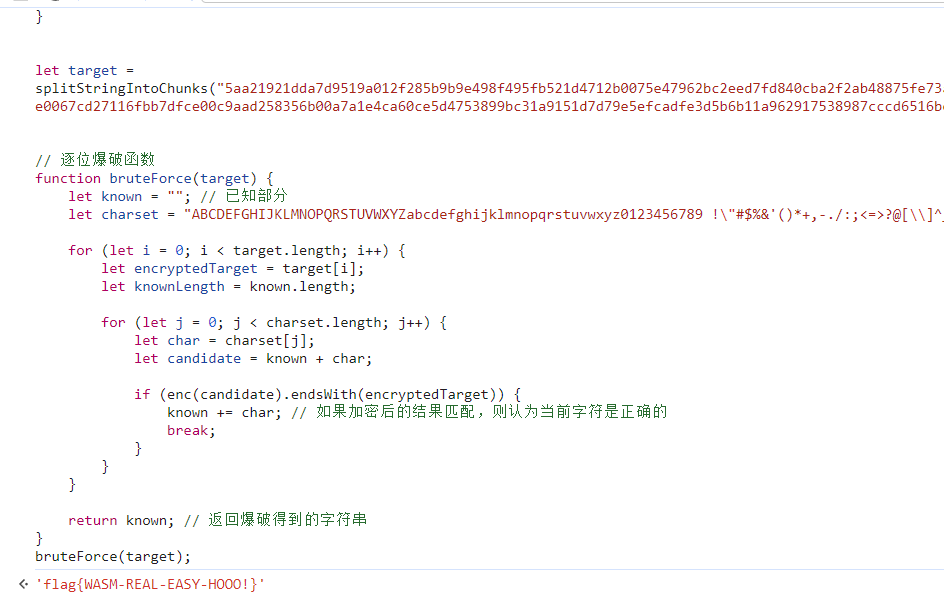 }
let target =
splitStringIntoChunks("5aa21921dda7d9519a012f285b9b9e498f495fb521d4712b0075e47962bc2eed7fd840cba2f2ab48875fe73
e0067cd27116fbb7dfce00c9aad258356b00a7a1e4ca60ce5d4753899bc31a9151d7d79e5efcadfe3d5b6b11a962917538987cccd6516b
// 逐位爆破函数
function bruteForce(target) {
let known = ""; // 已知部分
let charset = "ABCDEFGHIJKLMNOPQRSTUVWXYZabcdefghijklmnopqrstuvwxyz0123456789 !\"#$%&'()*+,-./:;<=>?@[\\]^_
for (let i = 0; i < target.length; i++) {
let encryptedTarget = target[i];
let knownLength = known.length;
for (let j = 0; j < charset.length; j++) {
let char = charset[j];
let candidate = known + char;
if (enc(candidate).endsWith(encryptedTarget)) {
known += char; // 如果加密后的结果匹配，则认为当前字符是正确的
break;
}
}
}
return known; // 返回爆破得到的字符串
}
bruteForce(target);
'flag{WASM-REAL-EASY-HOOO!}'